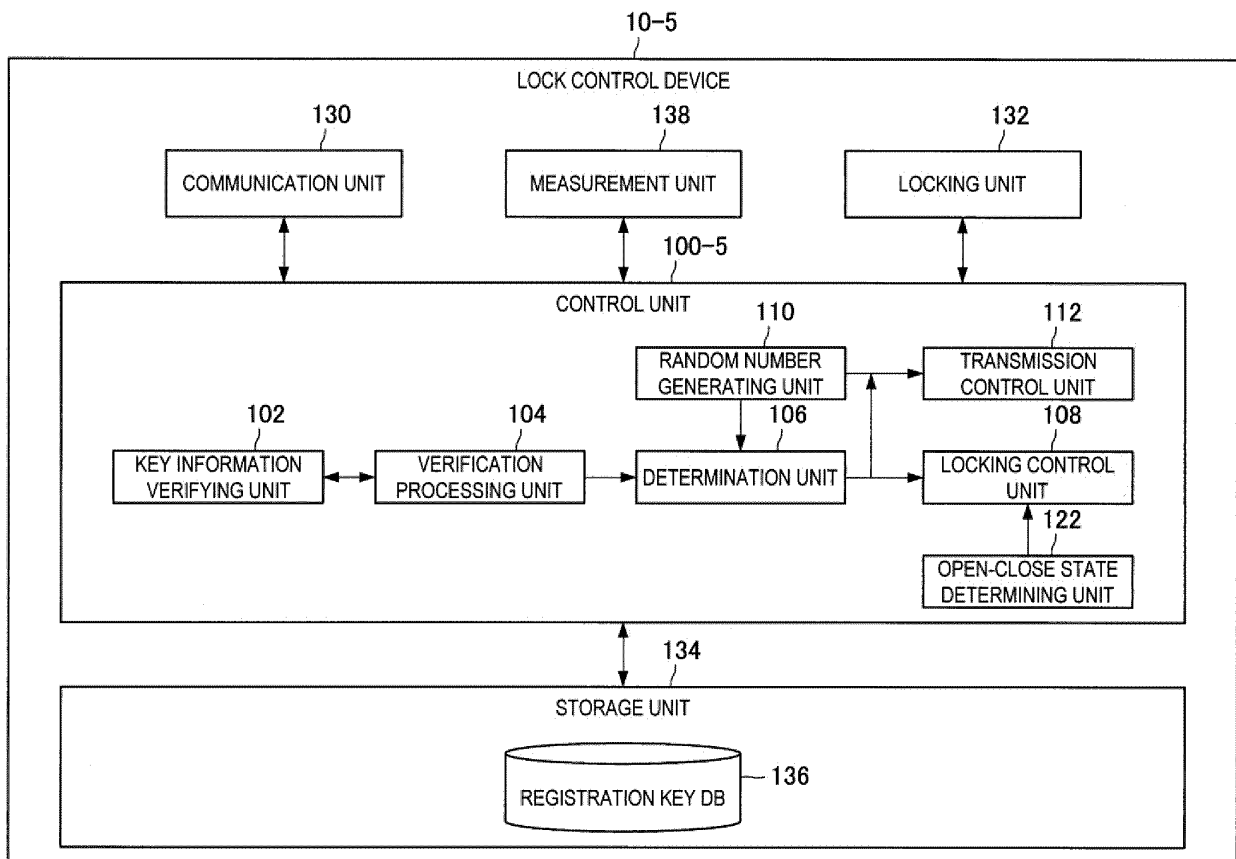 10-5
LOCK CONTROL DEVICE
130
138
132
COMMUNICATION UNIT
MEASUREMENT UNIT
LOCKING UNIT
100-5
CONTROL UNIT
110
112
RANDOM NUMBER
GENERATING UNIT
TRANSMISSION
CONTROL UNIT
102
104
106
108
KEY INFORMATION
VERIFYING UNIT
VERIFICATION
PROCESSING UNIT
DETERMINATION UNIT
LOCKING CONTROL
UNIT
122
OPEN-CLOSE STATE
DETERMINING UNIT
134
STORAGE UNIT
136
REGISTRATION KEY DB